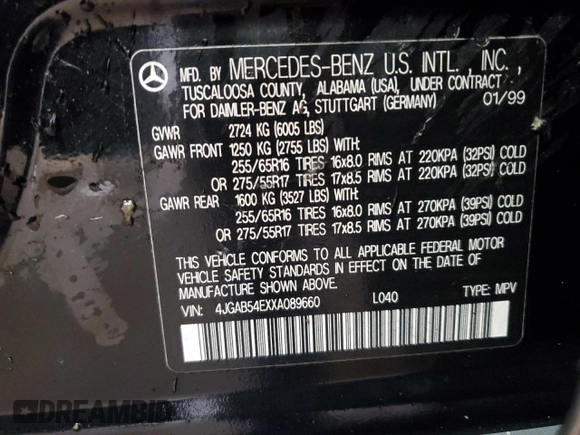 MFD. BY MERCEDES-BENZ U.S. INTL., INC.,
TUSCALOOSA COUNTY, ALABAMA (USA), UNDER CONTRACT
FOR DAIMLER-BENZ AG, STUTTGART (GERMANY) 01/99
GVWR 2724 KG (6005 LBS)
GAWR FRONT 1250 KG (2755 LBS) WITH:
255/65R16 TIRES 16x8.0 RIMS AT 220KPA (32PSI) COLD
OR 275/55R17 TIRES 17x8.5 RIMS AT 220KPA (32PSI) COLD
GAWR REAR 1600 KG (3527 LBS) WITH:
255/65R16 TIRES 16x8.0 RIMS AT 270KPA (39PSI) COLD
OR 275/55R17 TIRES 17x8.5 RIMS AT 270KPA (39PSI) COLD
THIS VEHICLE CONFORMS TO ALL APPLICABLE FEDERAL MOTOR
VEHICLE SAFETY STANDARDS IN EFFECT ON THE DATE OF
MANUFACTURE SHOWN ABOVE.
VIN: 4JGAB54EXXA089660 L040 TYPE: MPV
DREAMBID